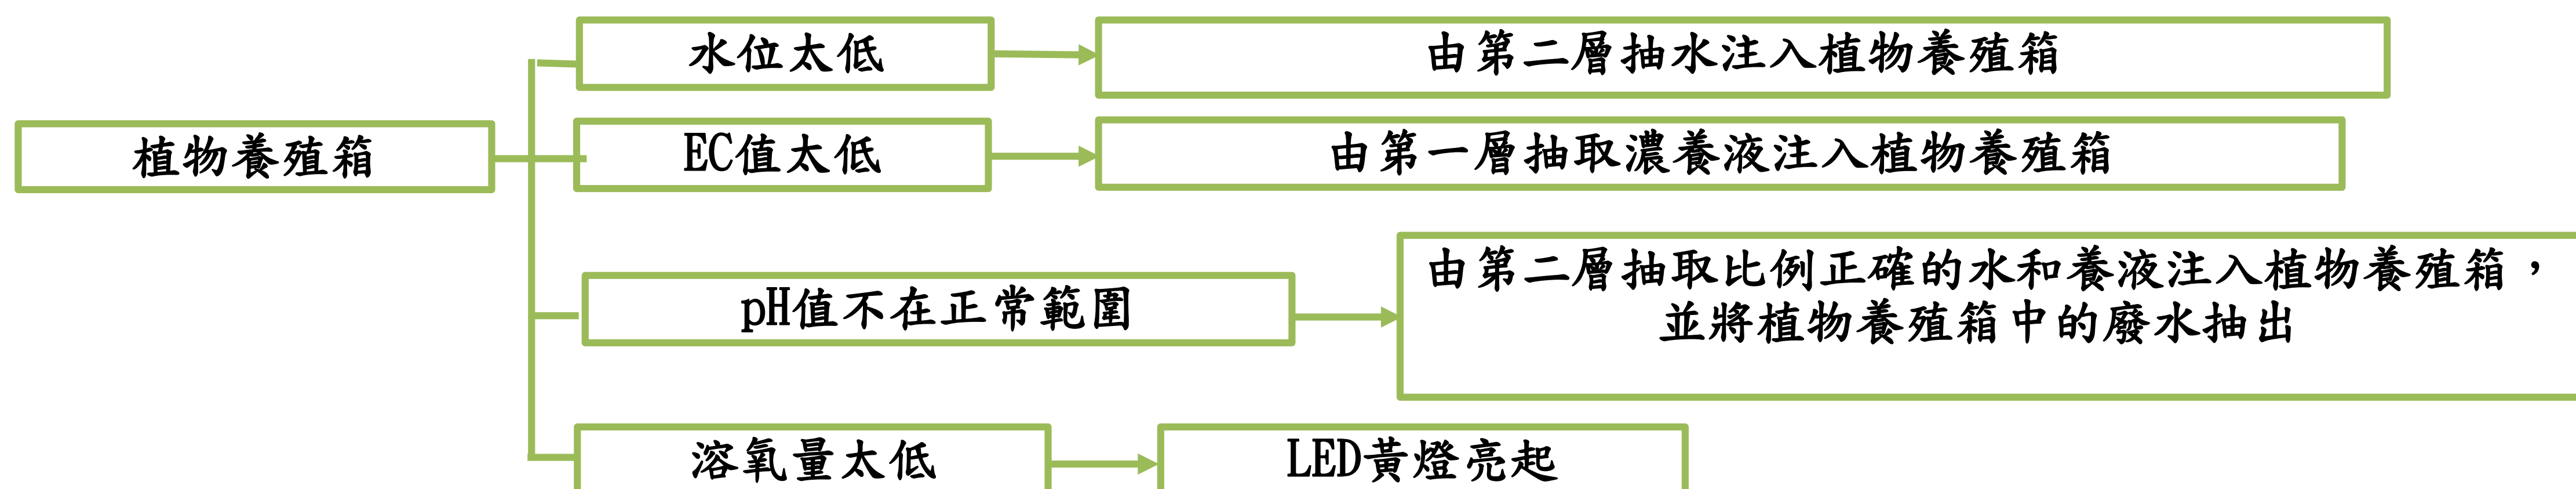 水位太低
由第二層抽水注入植物養殖箱
植物養殖箱
EC值太低
由第一層抽取濃養液注入植物養殖箱
pH值不在正常範圍
由第二層抽取比例正確的水和養液注入植物養殖箱，
並將植物養殖箱中的廢水抽出
溶氧量太低
LED黃燈亮起